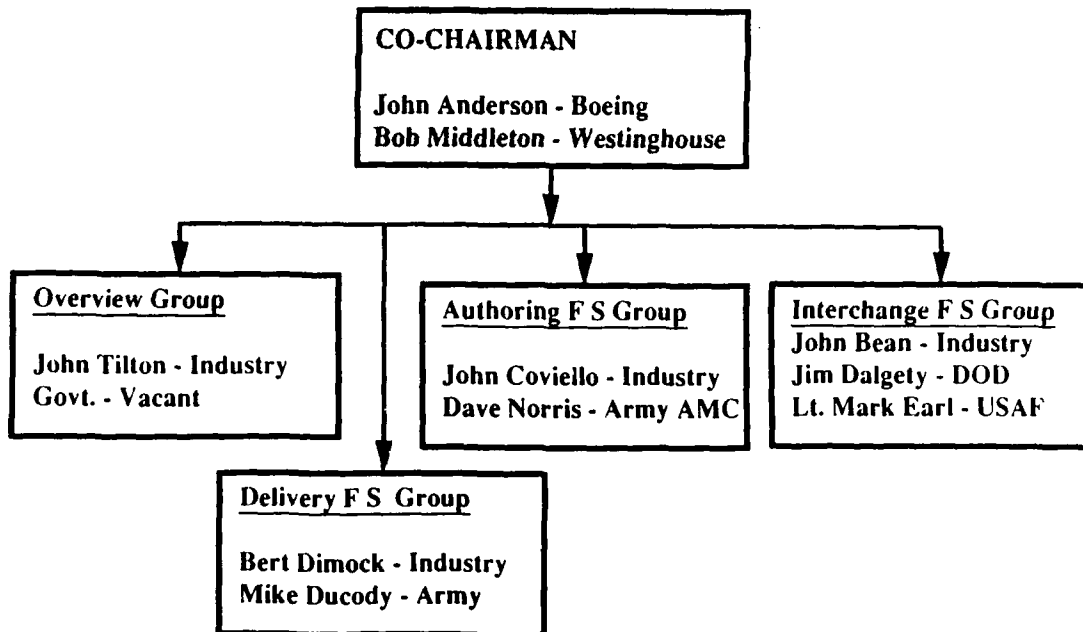 CO-CHAIRMAN
John Anderson - Boeing
Bob Middleton - Westinghouse
Overview Group
John Tilton - Industry
Govt. - Vacant
Authoring F S Group
John Coviello - Industry
Dave Norris - Army AMC
Interchange F S Group
John Bean - Industry
Jim Dalgety - DOD
Lt. Mark Earl - USAF
Delivery F S Group
Bert Dimock - Industry
Mike Ducody - Army